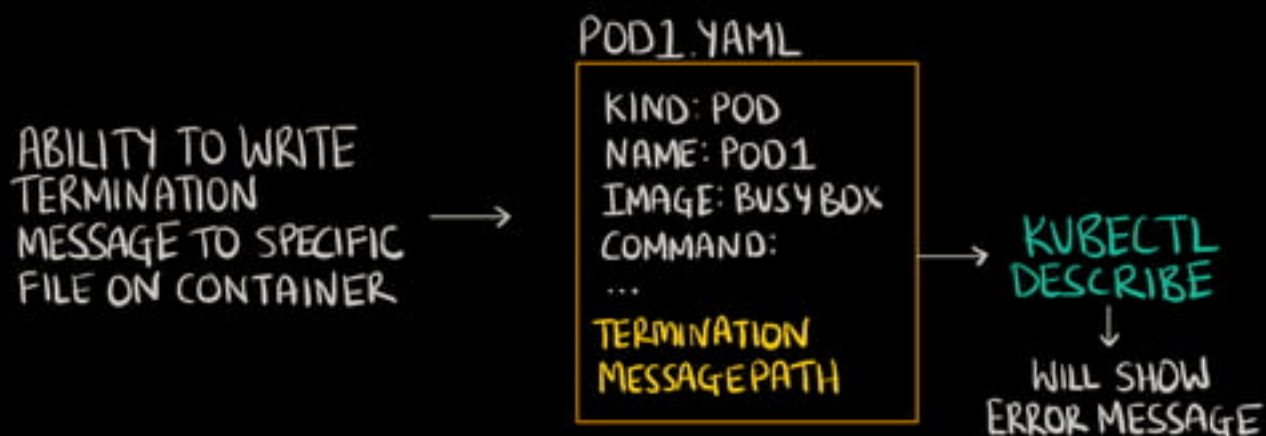 ABILITY TO WRITE
TERMINATION
MESSAGE TO SPECIFIC
FILE ON CONTAINER
POD1.YAML
KIND: POD
NAME: POD1
IMAGE: BUSYBOX
COMMAND:
...
TERMINATION
MESSAGEPATH
KUBECTL
DESCRIBE
WILL SHOW
ERROR MESSAGE